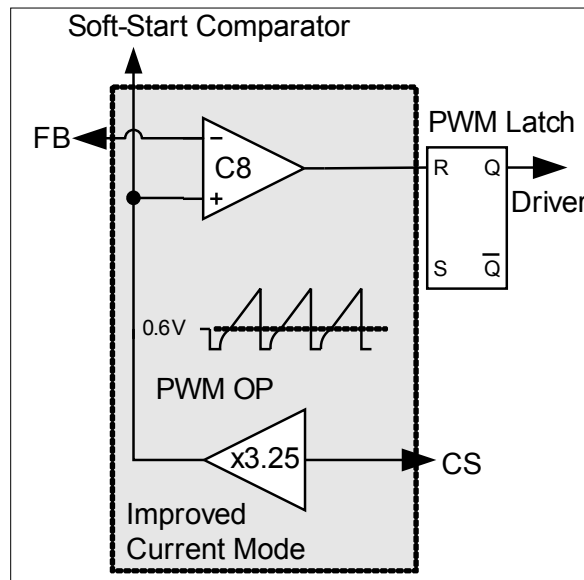 Soft-Start Comparator
FB
PWM Latch
−
C8
+
R Q
Driver
S Q̅
0.6V
PWM OP
x3.25
CS
Improved
Current Mode